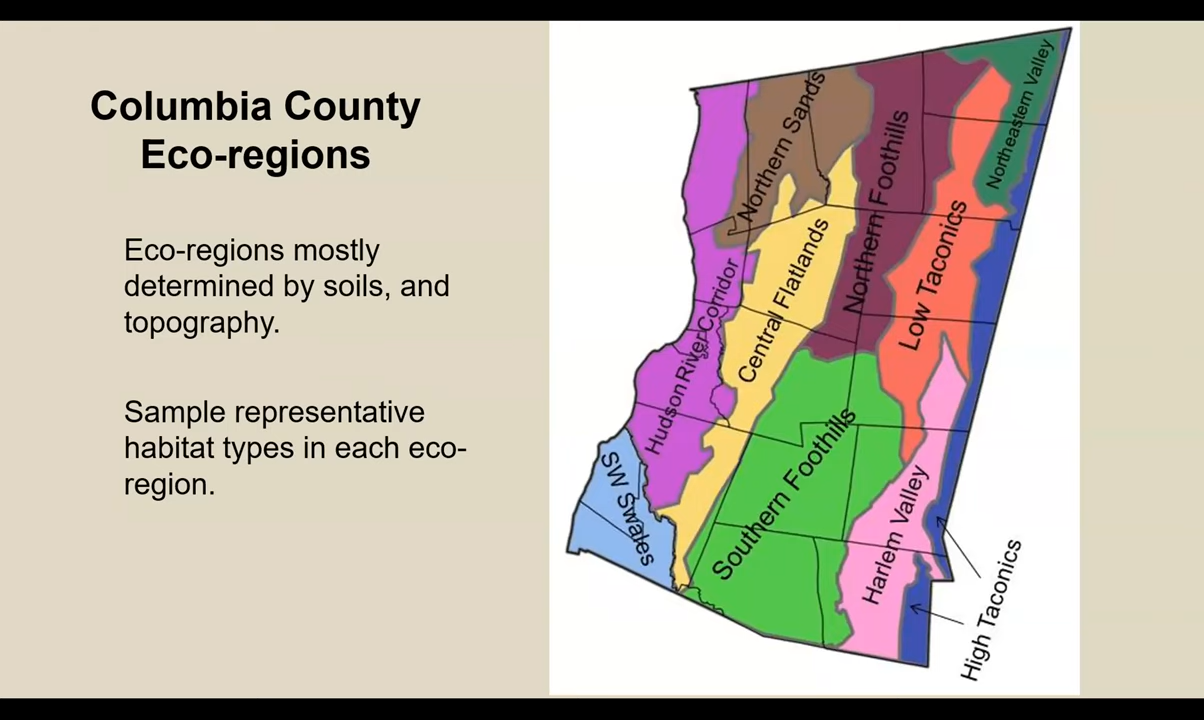 Columbia County
Eco-regions
Eco-regions mostly
determined by soils, and
topography.
Sample representative
habitat types in each eco-
region.
Northern Sands
Northeastern Valley
Northern Foothills
Low Taconics
Central Flatlands
Hudson River Corridor
SW Swales
Southern Foothills
Harlem Valley
High Taconics